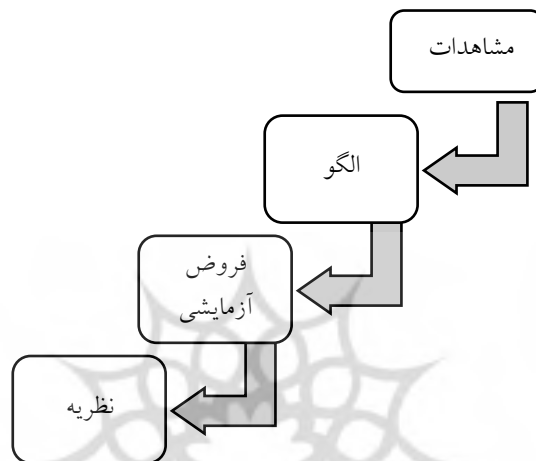 مشاهدات
الگو
فروض
آزمایشی
نظریه